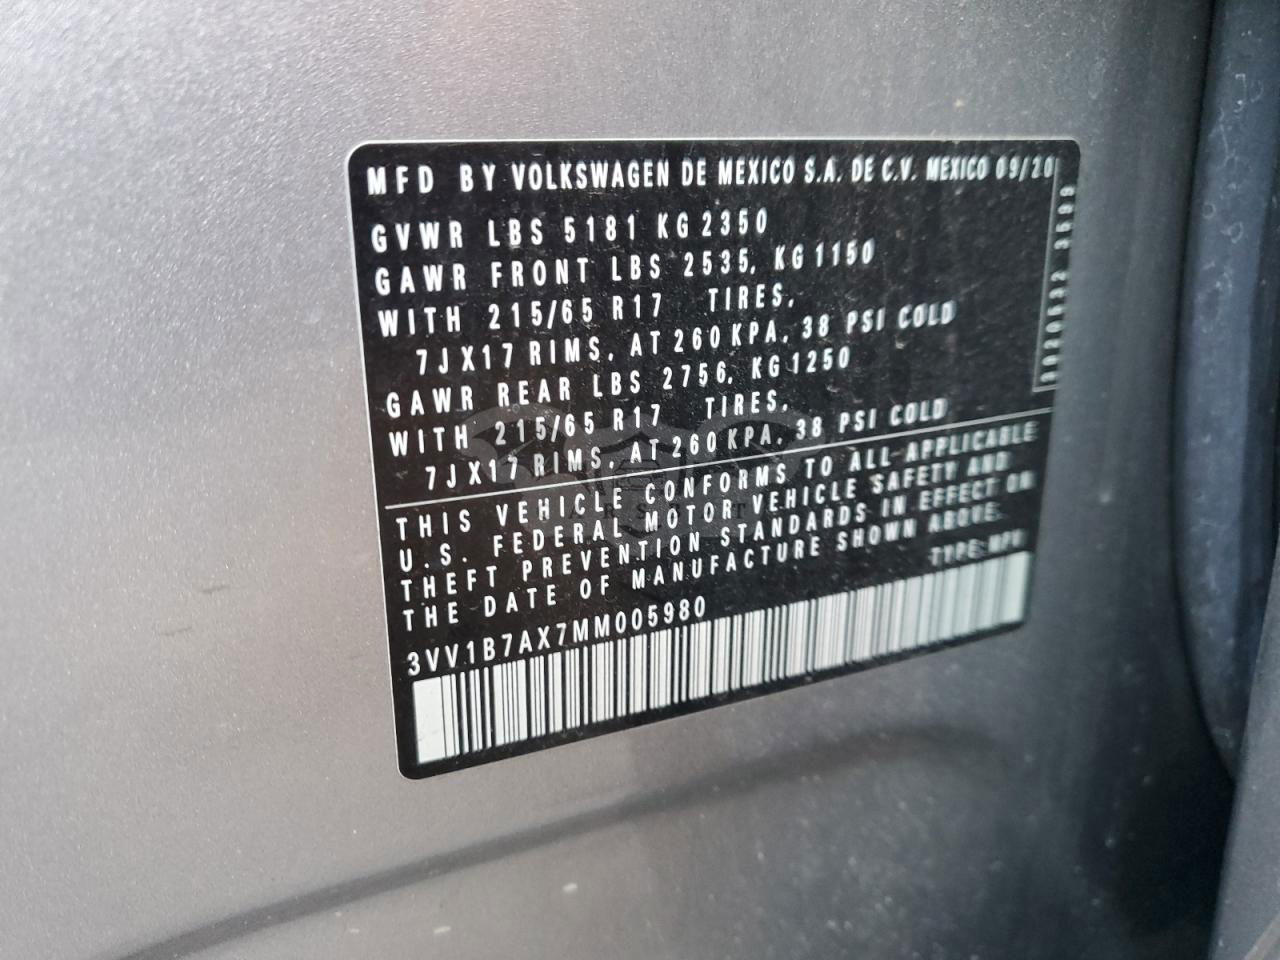 MFD BY VOLKSWAGEN DE MEXICO S.A. DE C.V. MEXICO 09/20
GVWR LBS 5181 KG 2350
GAWR FRONT LBS 2535, KG 1150
WITH 215/65 R17 TIRES,
7JX17 RIMS, AT 260 KPA, 38 PSI COLD
GAWR REAR LBS 2756, KG 1250
WITH 215/65 R17 TIRES,
7JX17 RIMS, AT 260 KPA, 38 PSI COLD
THIS VEHICLE CONFORMS TO ALL APPLICABLE
U.S. FEDERAL MOTOR VEHICLE SAFETY AND
THEFT PREVENTION STANDARDS IN EFFECT ON
THE DATE OF MANUFACTURE SHOWN ABOVE.
3VV1B7AX7MM005980 TYPE: MPV